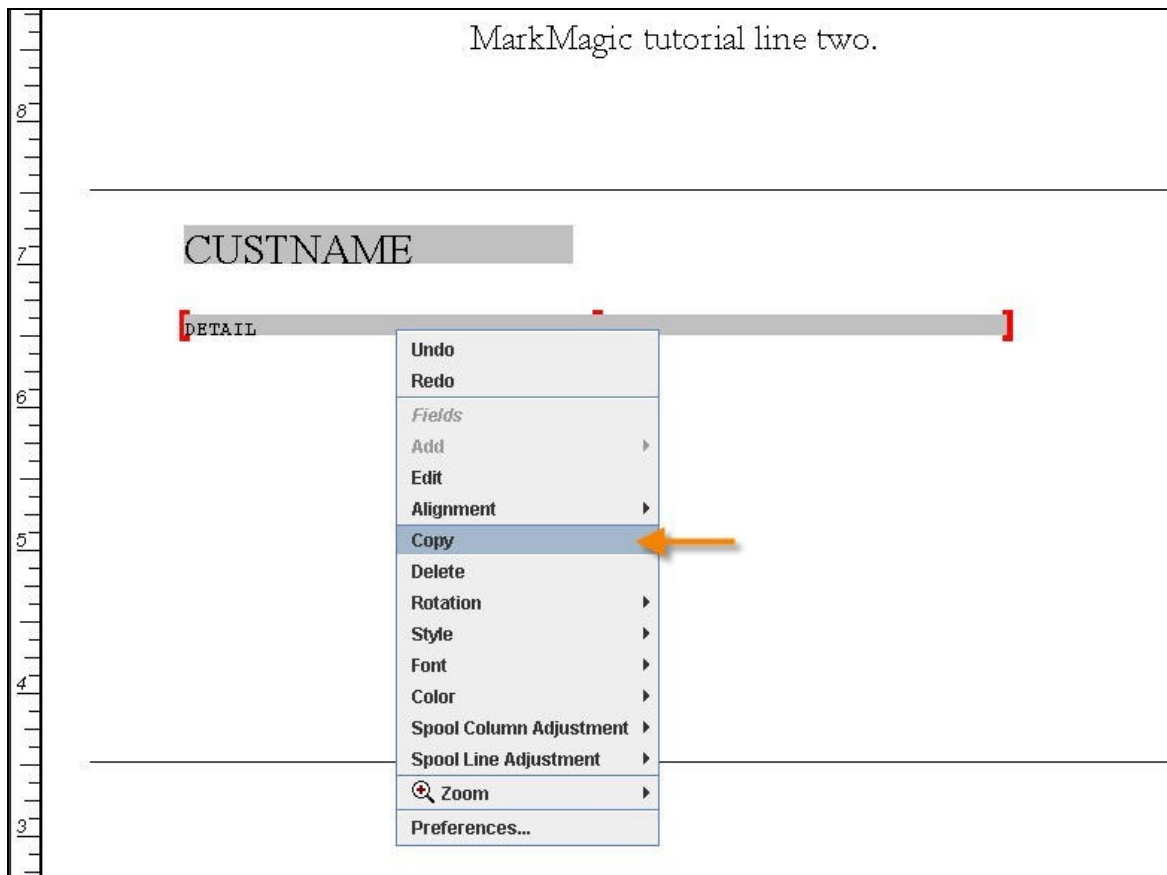 MarkMagic tutorial line two.
8
7
CUSTNAME
DETAIL
Undo
Redo
6
Fields
Add
Edit
Alignment
5
Copy
Delete
Rotation
Style
Font
4
Color
Spool Column Adjustment
Spool Line Adjustment
Zoom
3
Preferences...